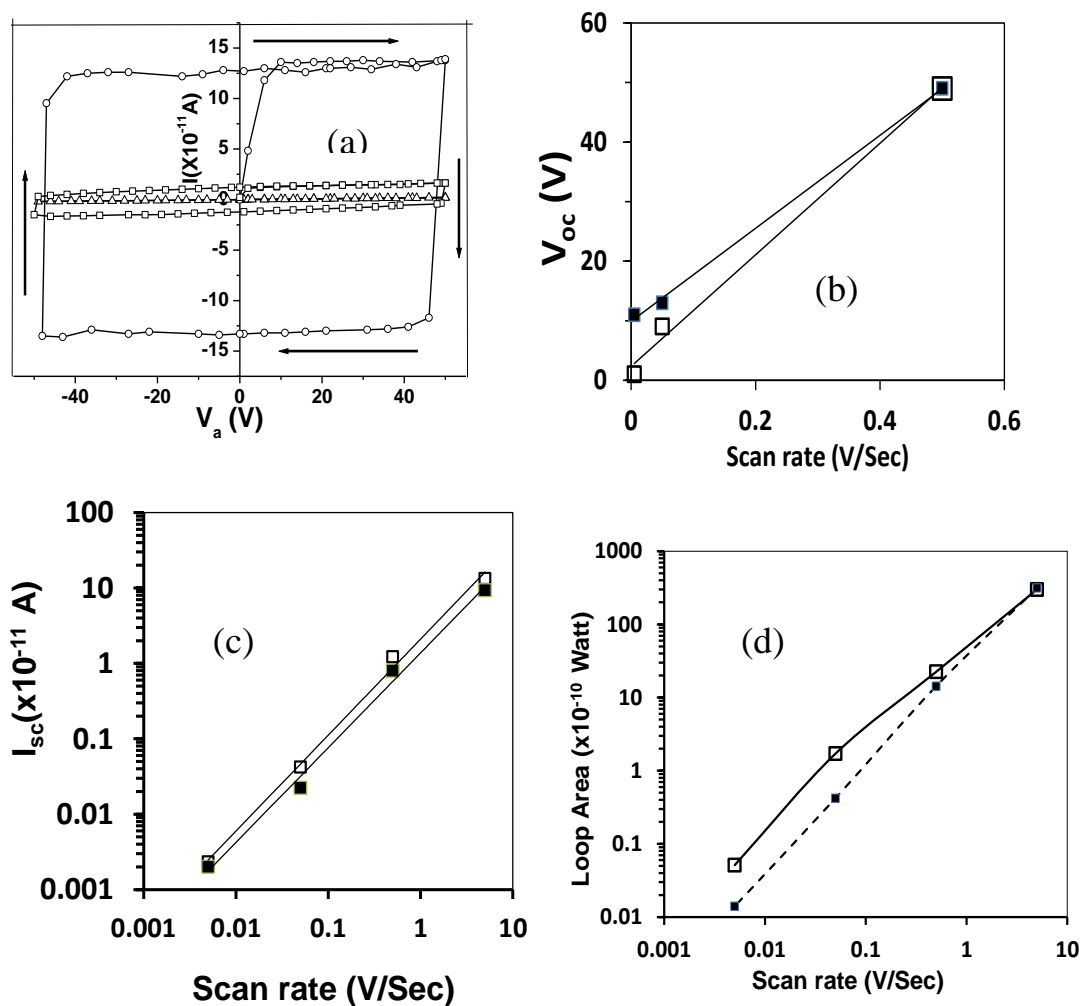 15
10
5
0
-5
-10
-15
I(X10⁻¹¹A)
(a)
-40 -20 0 20 40
Vₐ (V)
60
40
20
0
V_oc (V)
(b)
0 0.2 0.4 0.6
Scan rate (V/Sec)
100
10
1
0.1
0.01
0.001
I_sc(x10⁻¹¹ A)
(c)
0.001 0.01 0.1 1 10
Scan rate (V/Sec)
1000
100
10
1
0.1
0.01
Loop Area (x10⁻¹⁰ Watt)
(d)
0.001 0.01 0.1 1 10
Scan rate (V/Sec)